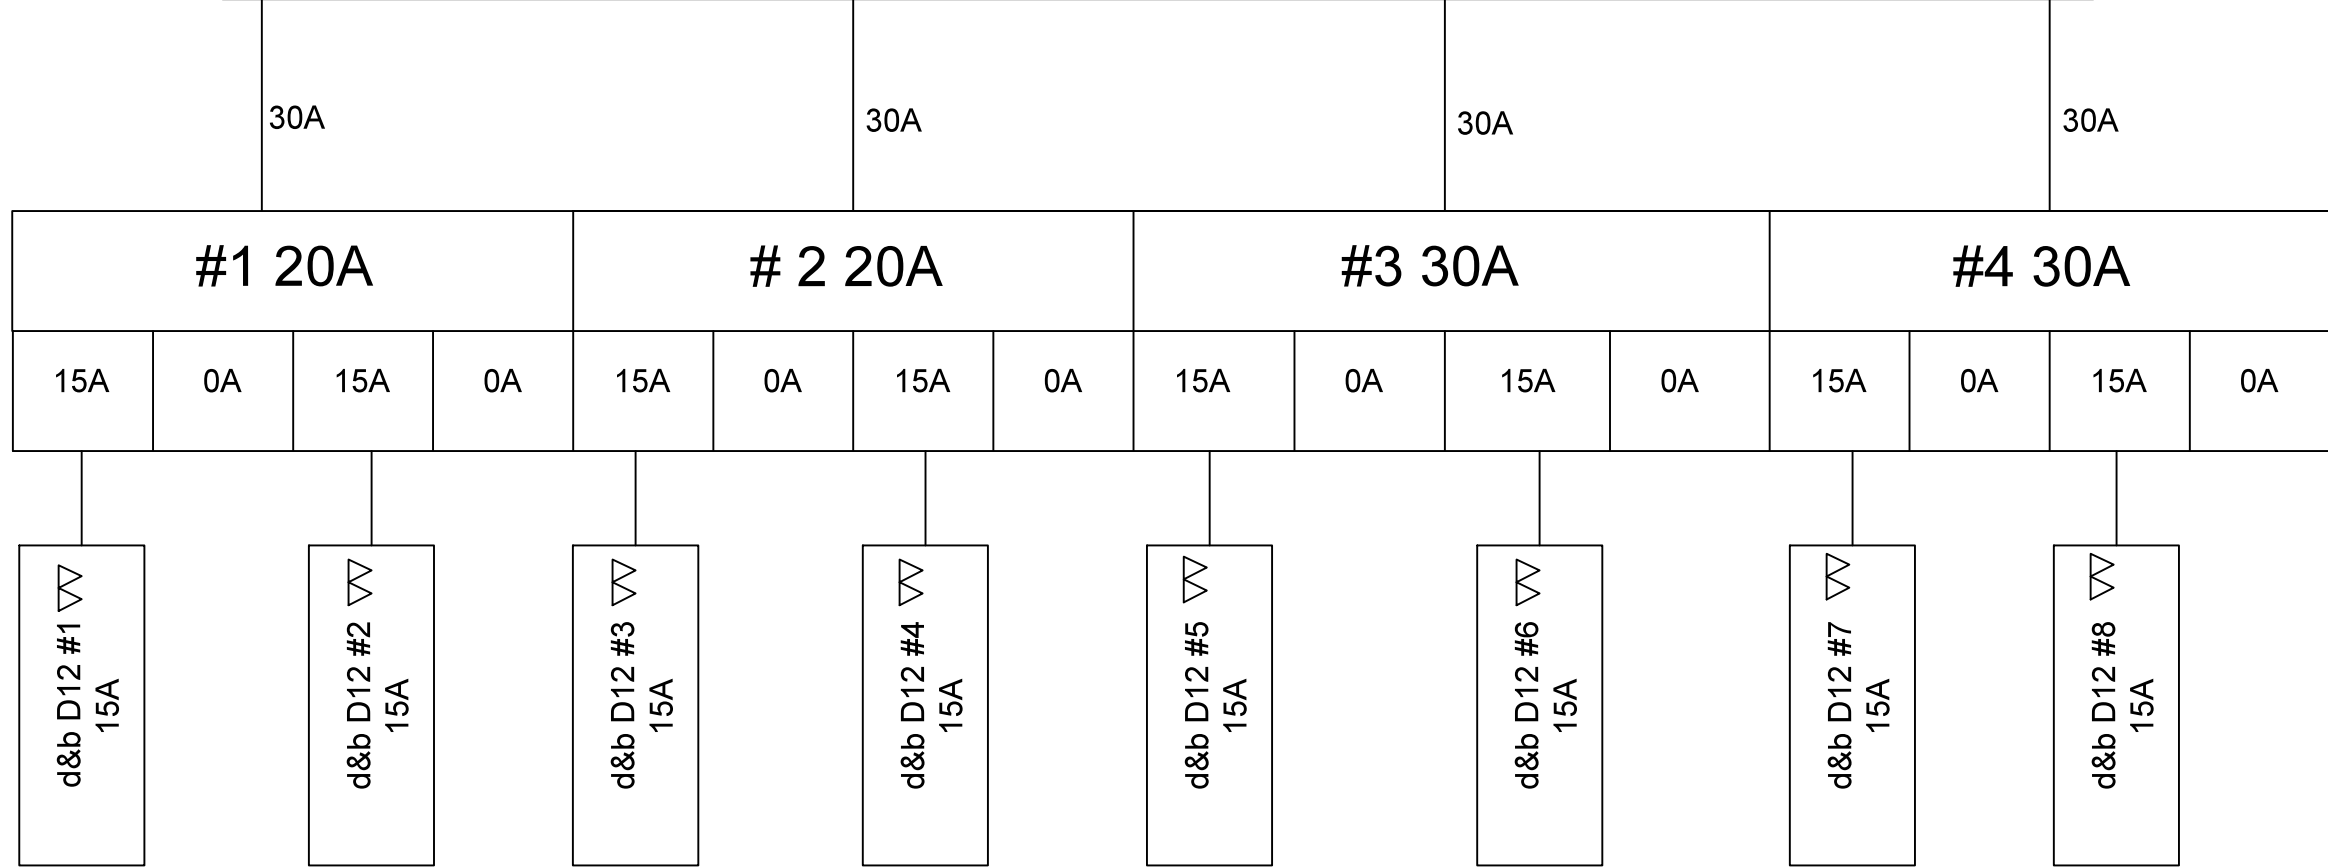 30A
30A
30A
30A
#1 20A
# 2 20A
#3 30A
#4 30A
15A
0A
15A
0A
15A
0A
15A
0A
15A
0A
15A
0A
15A
0A
15A
0A
d&b D12 #1
15A
d&b D12 #2
15A
d&b D12 #3
15A
d&b D12 #4
15A
d&b D12 #5
15A
d&b D12 #6
15A
d&b D12 #7
15A
d&b D12 #8
15A